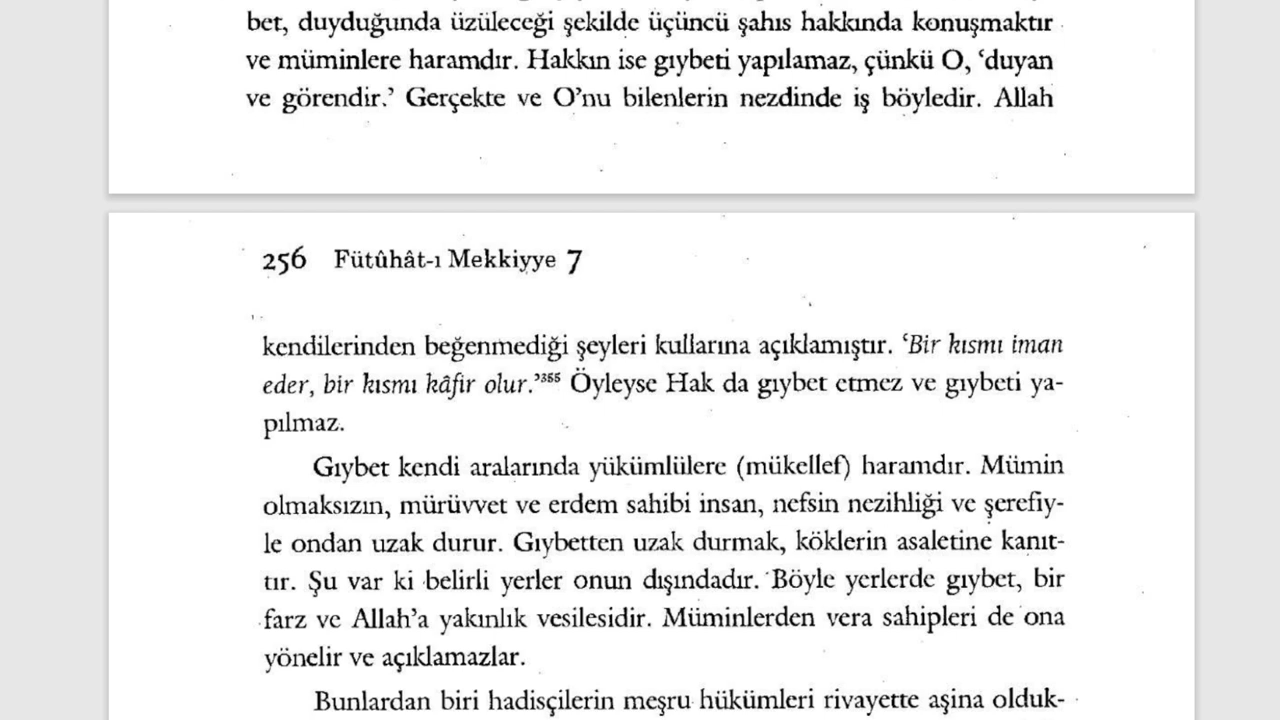 bet, duyduğunda üzüleceği şekilde üçüncü şahıs hakkında konuşmaktır
ve müminlere haramdır. Hakkın ise gıybeti yapılamaz, çünkü O, ‘duyan
ve görendir.’ Gerçekte ve O’nu bilenlerin nezdinde iş böyledir. Allah
256 Fütûhât-ı Mekkiyye 7
kendilerinden beğenmediği şeyleri kullarına açıklamıştır. ‘Bir kısmı iman
eder, bir kısmı kâfir olur.’³⁵⁵ Öyleyse Hak da gıybet etmez ve gıybeti ya-
pılmaz.
Gıybet kendi aralarında yükümlülere (mükellef) haramdır. Mümin
olmaksızın, mürüvvet ve erdem sahibi insan, nefsin nezihliği ve şerefiy-
le ondan uzak durur. Gıybetten uzak durmak, köklerin asaletine kanıt-
tır. Şu var ki belirli yerler onun dışındadır. Böyle yerlerde gıybet, bir
farz ve Allah’a yakınlık vesilesidir. Müminlerden vera sahipleri de ona
yönelir ve açıklamazlar.
Bunlardan biri hadisçilerin meşru hükümleri rivayette aşina olduk-